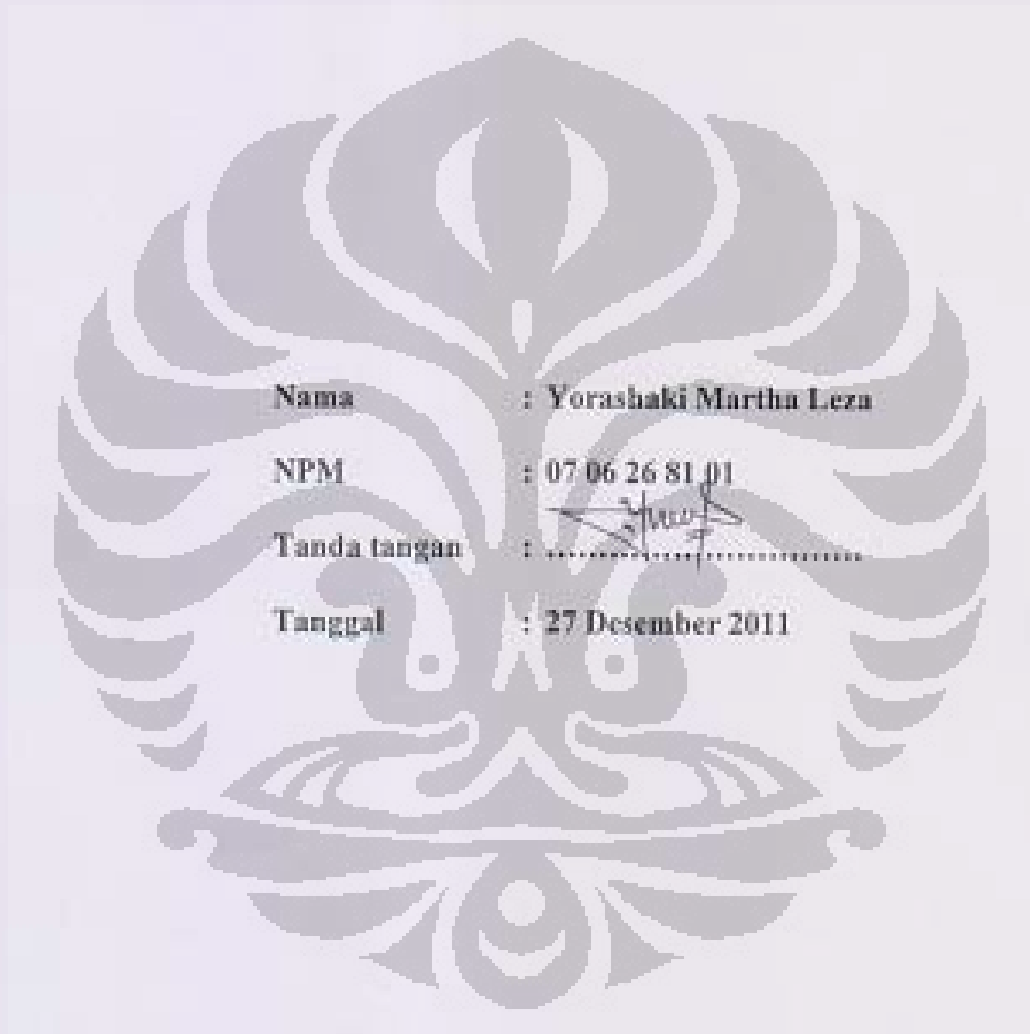 Nama : Yorashaki Martha Leza
NPM : 07 06 26 81 01
Tanda tangan : ................................
Tanggal : 27 Desember 2011